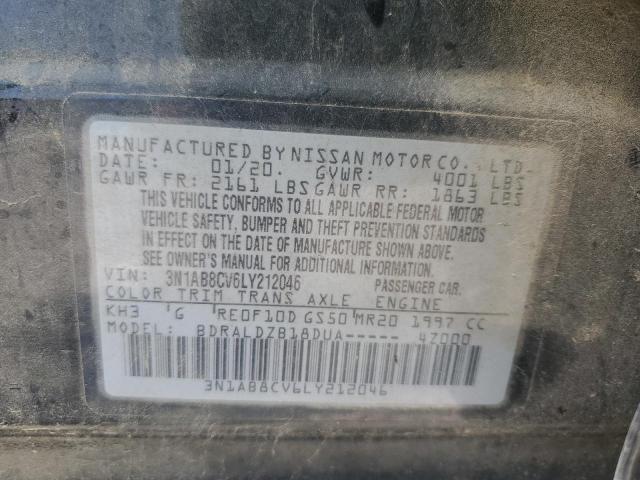 MANUFACTURED BY NISSAN MOTOR CO. LTD.
DATE: 01/20. GVWR: 4001 LBS
GAWR FR: 2161 LBS GAWR RR: 1863 LBS
THIS VEHICLE CONFORMS TO ALL APPLICABLE FEDERAL MOTOR
VEHICLE SAFETY, BUMPER AND THEFT PREVENTION STANDARDS
IN EFFECT ON THE DATE OF MANUFACTURE SHOWN ABOVE.
SEE OWNER'S MANUAL FOR ADDITIONAL INFORMATION.
VIN: 3N1AB8CV6LY212046 PASSENGER CAR.
COLOR TRIM TRANS AXLE ENGINE
KH3 'G 'RE0F10D GS50'MR20 1997 CC
MODEL: BDRALDZB18DUA----- 4Z000
3N1AB8CV6LY212046